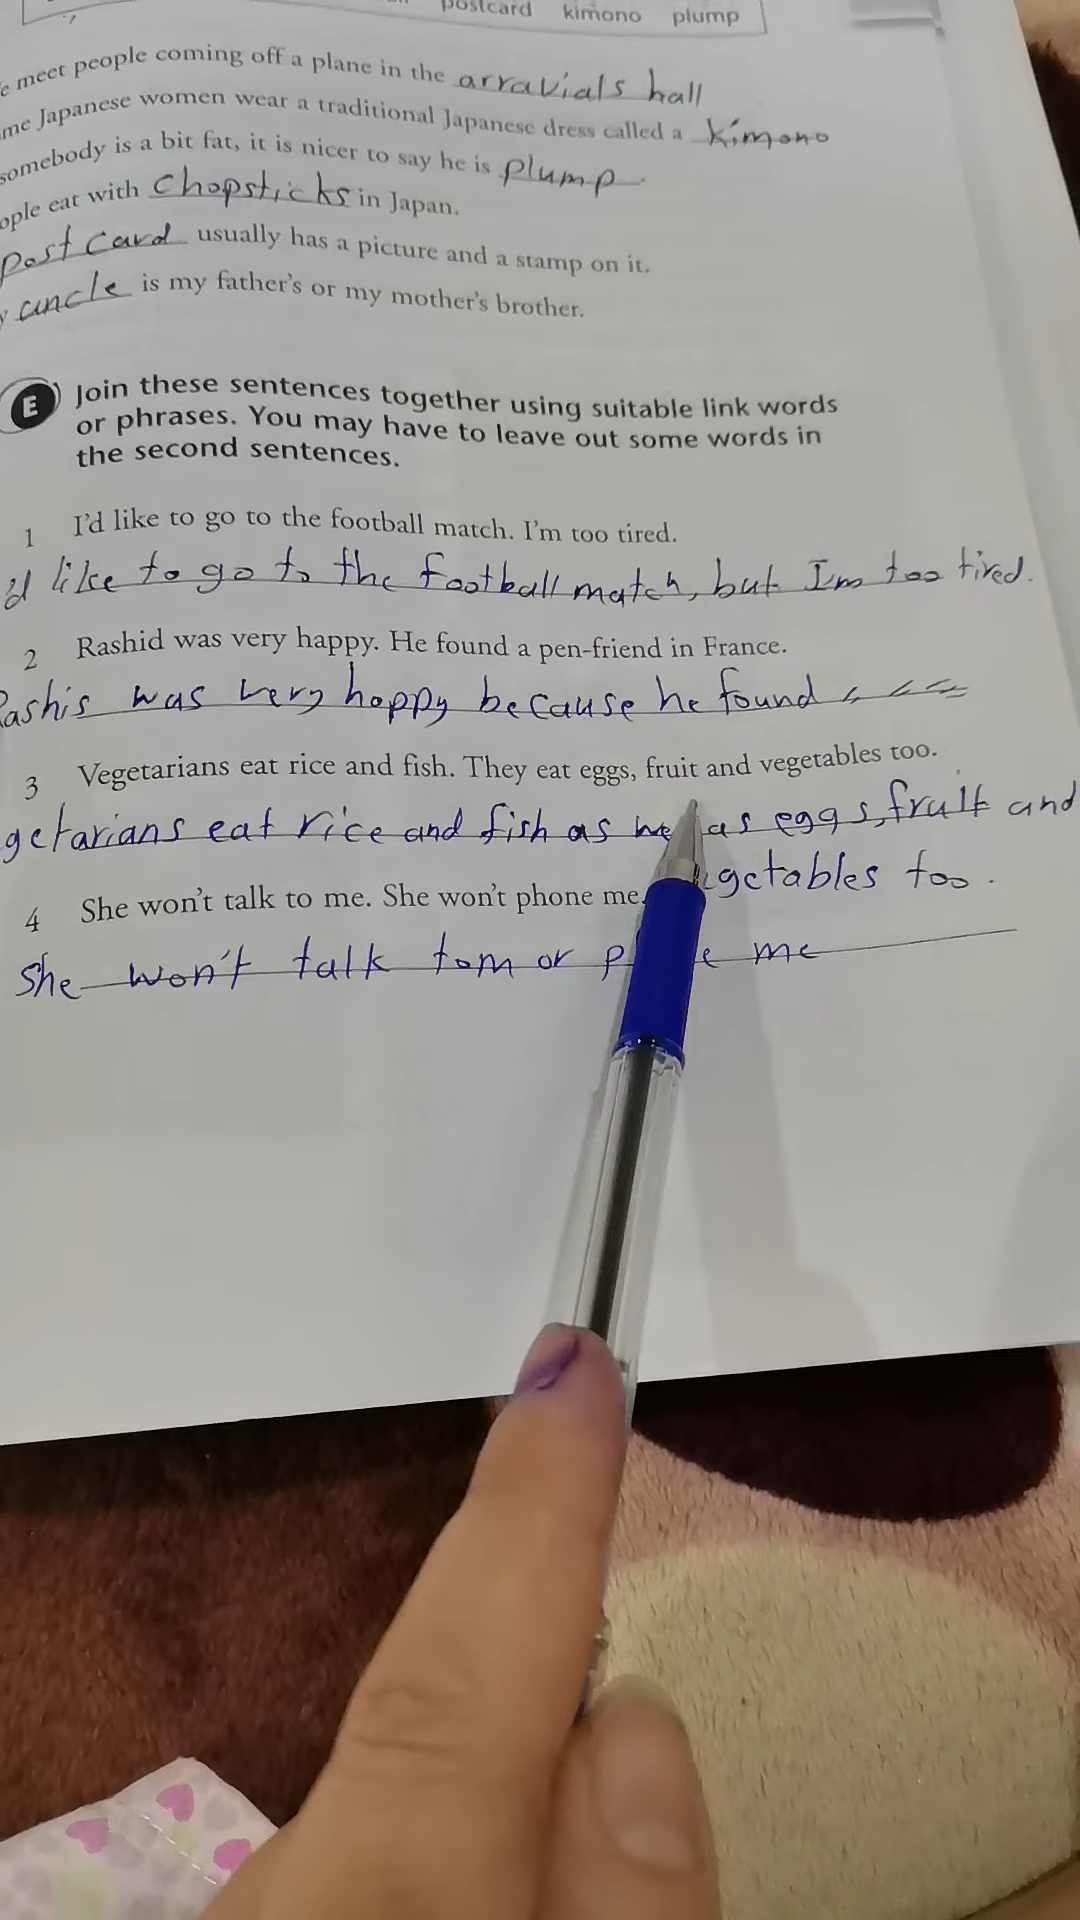 postcard kimono plump
e meet people coming off a plane in the arravials hall
me Japanese women wear a traditional Japanese dress called a kimono
somebody is a bit fat, it is nicer to say he is plump.
ople eat with chopsticks in Japan.
postcard usually has a picture and a stamp on it.
y uncle is my father's or my mother's brother.
E Join these sentences together using suitable link words
or phrases. You may have to leave out some words in
the second sentences.
1 I'd like to go to the football match. I'm too tired.
'd like to go to the football match, but I'm too tired.
2 Rashid was very happy. He found a pen-friend in France.
Rashis was very happy because he found
3 Vegetarians eat rice and fish. They eat eggs, fruit and vegetables too.
getarians eat rice and fish as we as eggs, fruit and
getables too.
4 She won't talk to me. She won't phone me.
She won't talk tom or p e me